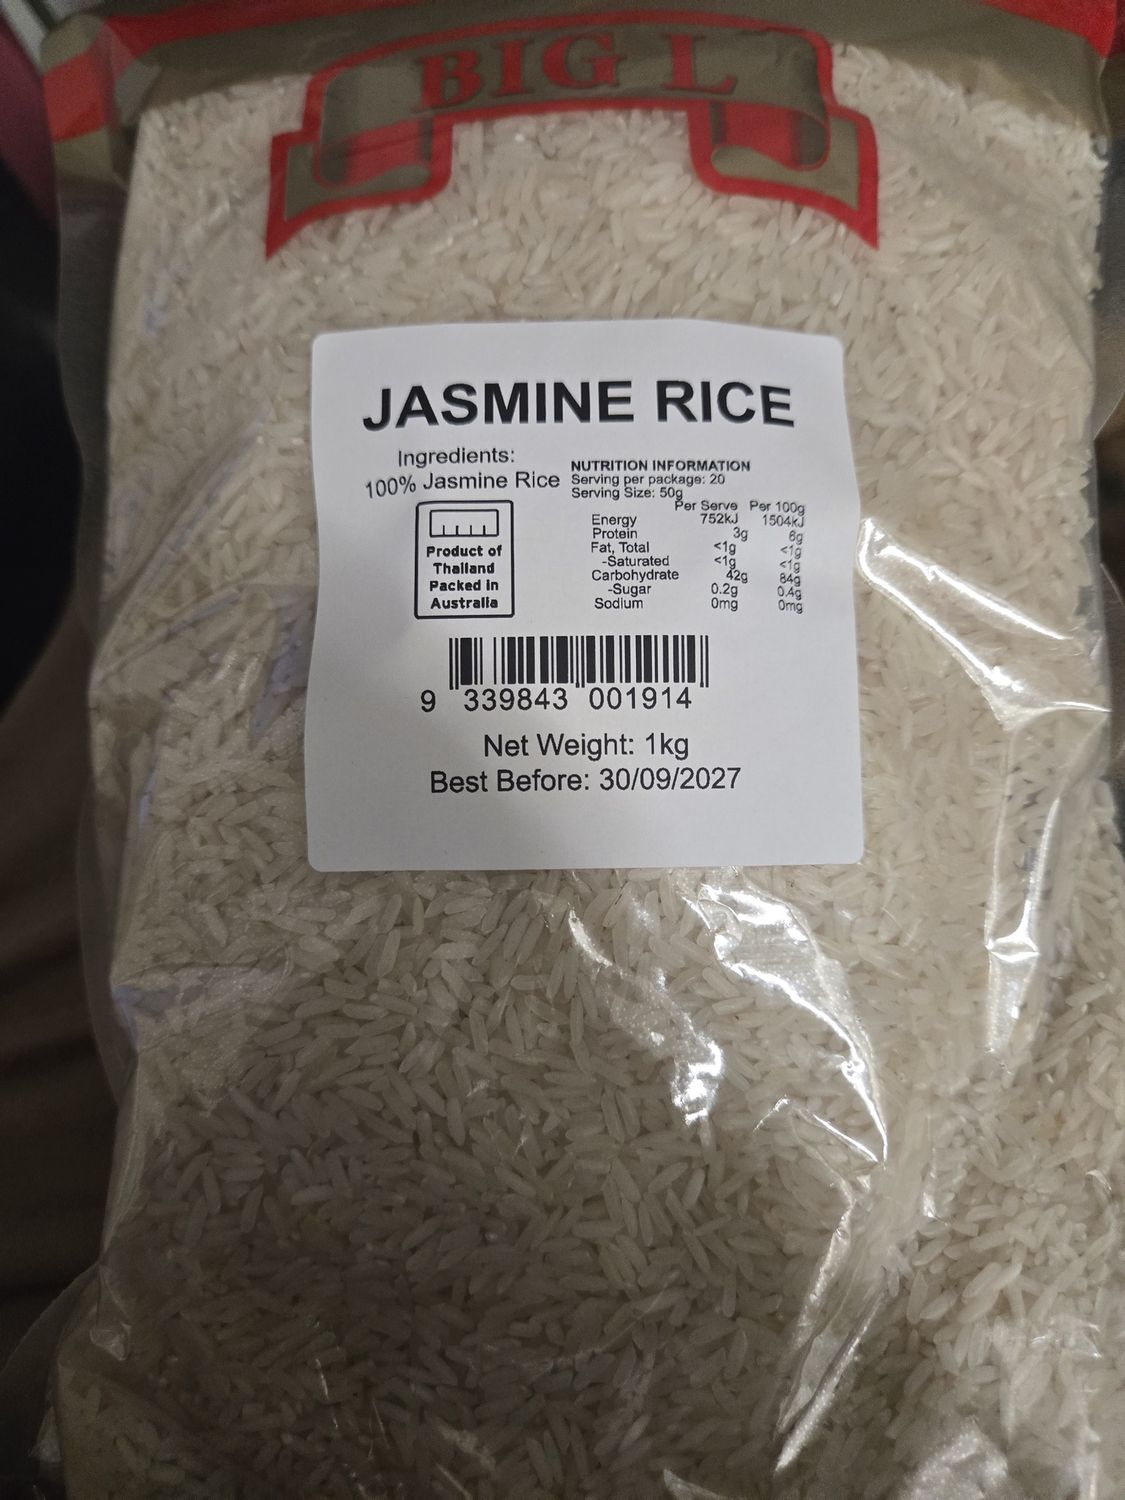 BIG L
JASMINE RICE
Ingredients:
100% Jasmine Rice
Product of
Thailand
Packed in
Australia
NUTRITION INFORMATION
Serving per package: 20
Serving Size: 50g
Per Serve Per 100g
Energy 752kJ 1504kJ
Protein 3g 6g
Fat, Total <1g <1g
-Saturated <1g <1g
Carbohydrate 42g 84g
-Sugar 0.2g 0.4g
Sodium 0mg 0mg
9 339843 001914
Net Weight: 1kg
Best Before: 30/09/2027